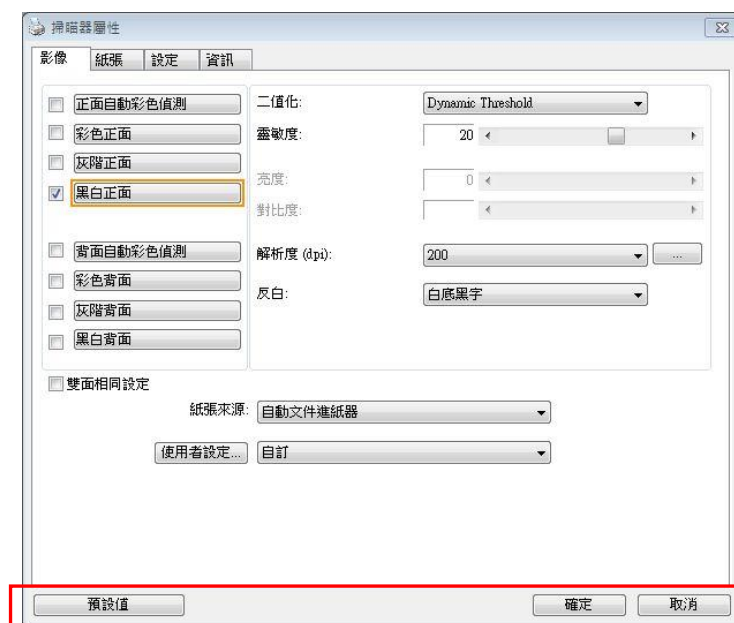 掃瞄器屬性
影像 紙張 設定 資訊
正面自動彩色偵測 二值化: Dynamic Threshold
彩色正面 靈敏度: 20
灰階正面
黑白正面 亮度: 0
對比度:
背面自動彩色偵測 解析度 (dpi): 200 ...
彩色背面
灰階背面 反白: 白底黑字
黑白背面
雙面相同設定
紙張來源: 自動文件進紙器
使用者設定... 自訂
預設值 確定 取消